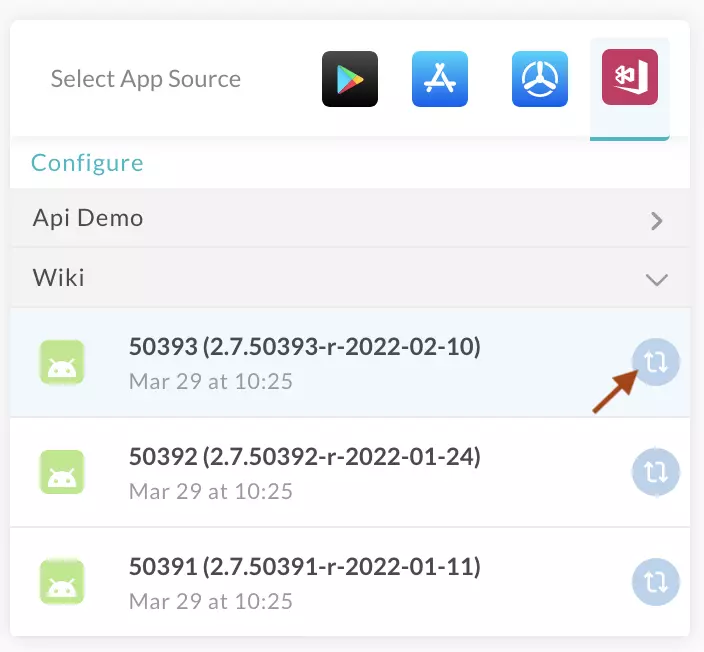 Select App Source
Configure
Api Demo
Wiki
50393 (2.7.50393-r-2022-02-10)
Mar 29 at 10:25
50392 (2.7.50392-r-2022-01-24)
Mar 29 at 10:25
50391 (2.7.50391-r-2022-01-11)
Mar 29 at 10:25